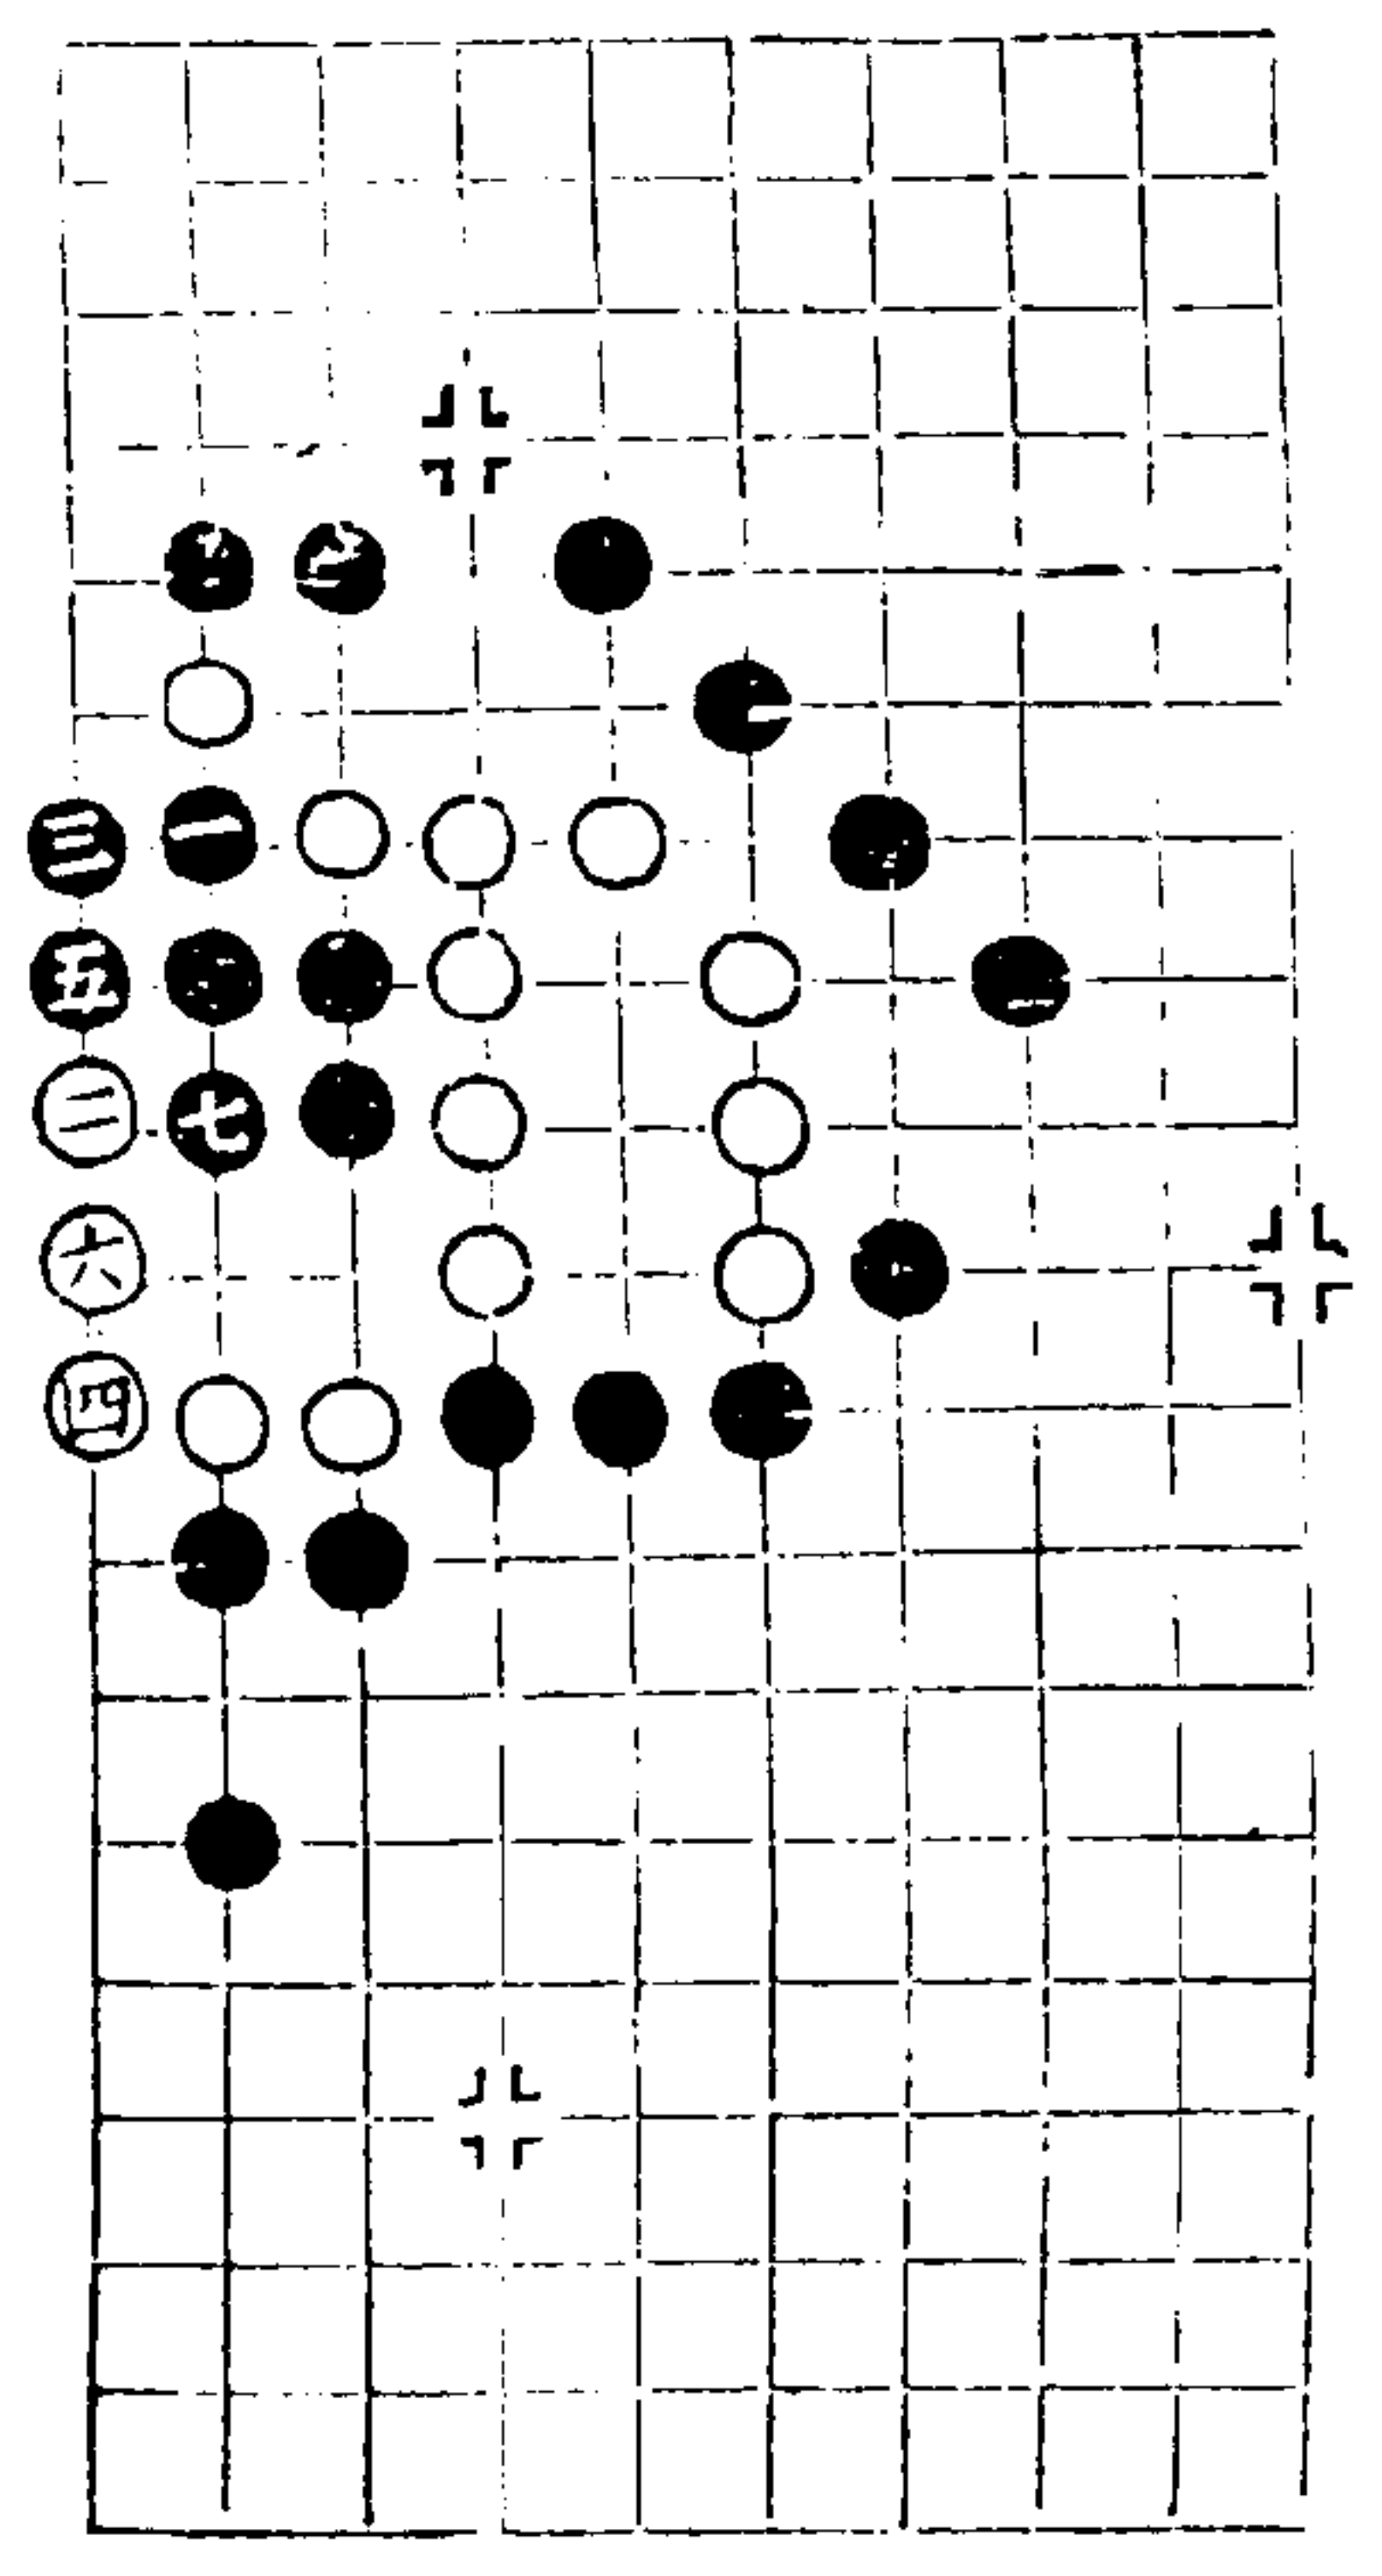 三 一
五
二 七
六
四